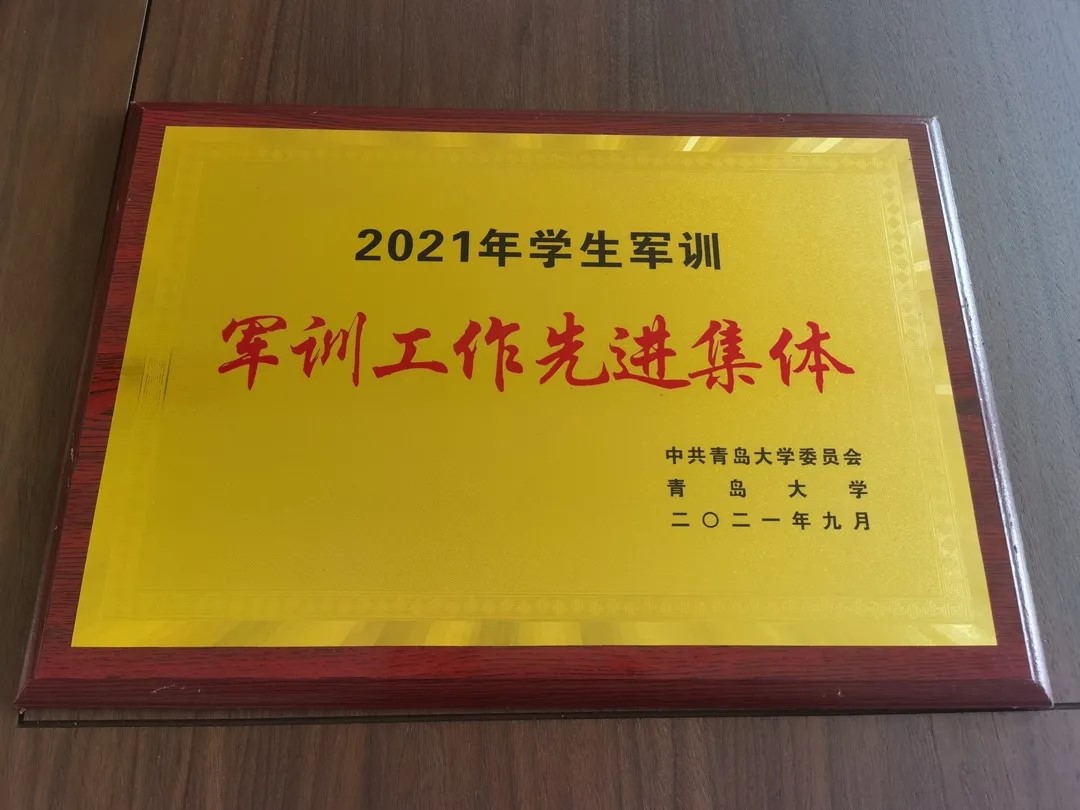 2021年学生军训
军训工作先进集体
中共青岛大学委员会
青岛大学
二〇二一年九月